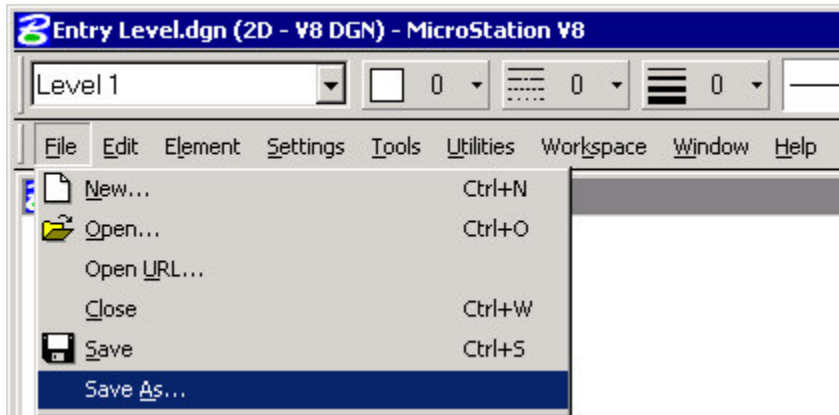 Entry Level.dgn (2D - V8 DGN) - MicroStation V8
Level 1 0 0 0
File Edit Element Settings Tools Utilities Workspace Window Help
New... Ctrl+N
Open... Ctrl+O
Open URL...
Close Ctrl+W
Save Ctrl+S
Save As...